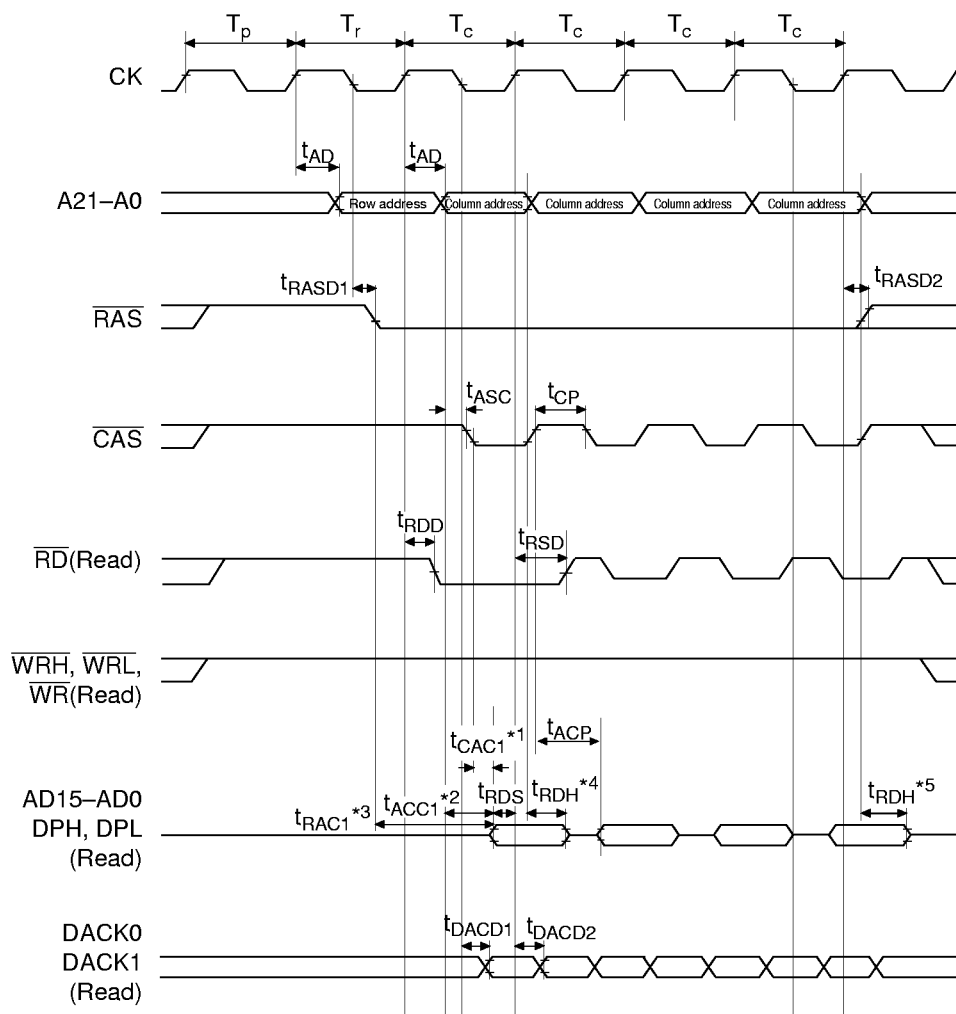 Tp Tr Tc Tc Tc Tc
CK
tAD tAD
A21–A0 Row address Column address Column address Column address Column address
tRASD1 tRASD2
RAS
tASC tCP
CAS
tRDD tRSD
RD(Read)
WRH, WRL,
WR(Read)
tCAC1*1 tACP
AD15–AD0
DPH, DPL
(Read)
tRAC1*3 tACC1*2 tRDS tRDH*4 tRDH*5
DACK0
DACK1
(Read)
tDACD1 tDACD2